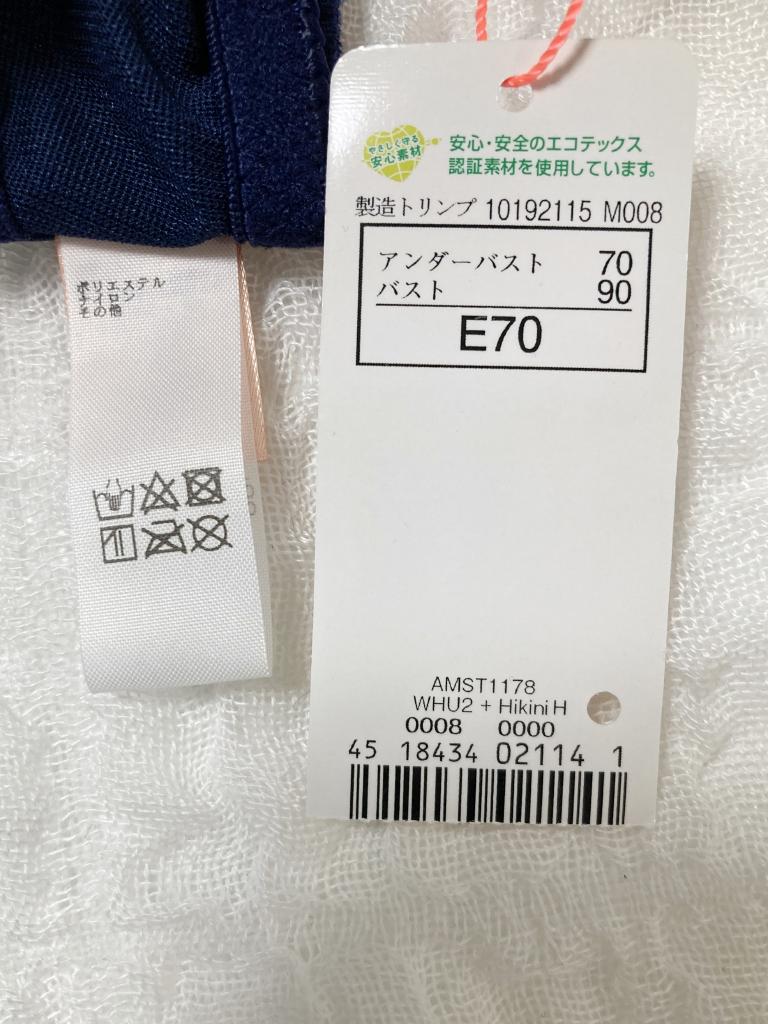 やさしく守る
安心素材
安心・安全のエコテックス
認証素材を使用しています。
製造トリンプ 10192115 M008
アンダーバスト 70
バスト 90
E70
AMST1178
WHU2 + Hikini H
0008 0000
45 18434 02114 1
ポリエステル
ナイロン
その他